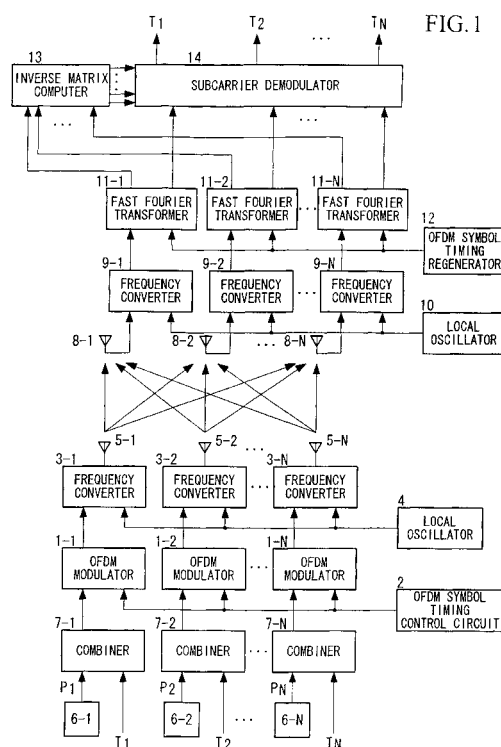 FIG. 1
T1 T2 ... TN
13 14
INVERSE MATRIX
COMPUTER
SUBCARRIER DEMODULATOR
... ...
11-1 11-2 11-N
FAST FOURIER
TRANSFORMER
FAST FOURIER
TRANSFORMER
...
FAST FOURIER
TRANSFORMER
12
OFDM SYMBOL
TIMING
REGENERATOR
9-1 9-2 9-N
FREQUENCY
CONVERTER
FREQUENCY
CONVERTER
...
FREQUENCY
CONVERTER
10
LOCAL
OSCILLATOR
8-1 8-2 ... 8-N
5-1 5-2 ... 5-N
3-1 3-2 3-N
FREQUENCY
CONVERTER
FREQUENCY
CONVERTER
...
FREQUENCY
CONVERTER
4
LOCAL
OSCILLATOR
1-1 1-2 1-N
OFDM
MODULATOR
OFDM
MODULATOR
...
OFDM
MODULATOR
2
OFDM SYMBOL
TIMING
CONTROL CIRCUIT
7-1 7-2 7-N
COMBINER COMBINER ... COMBINER
P1 P2 PN
6-1 6-2 ... 6-N
T1 T2 TN